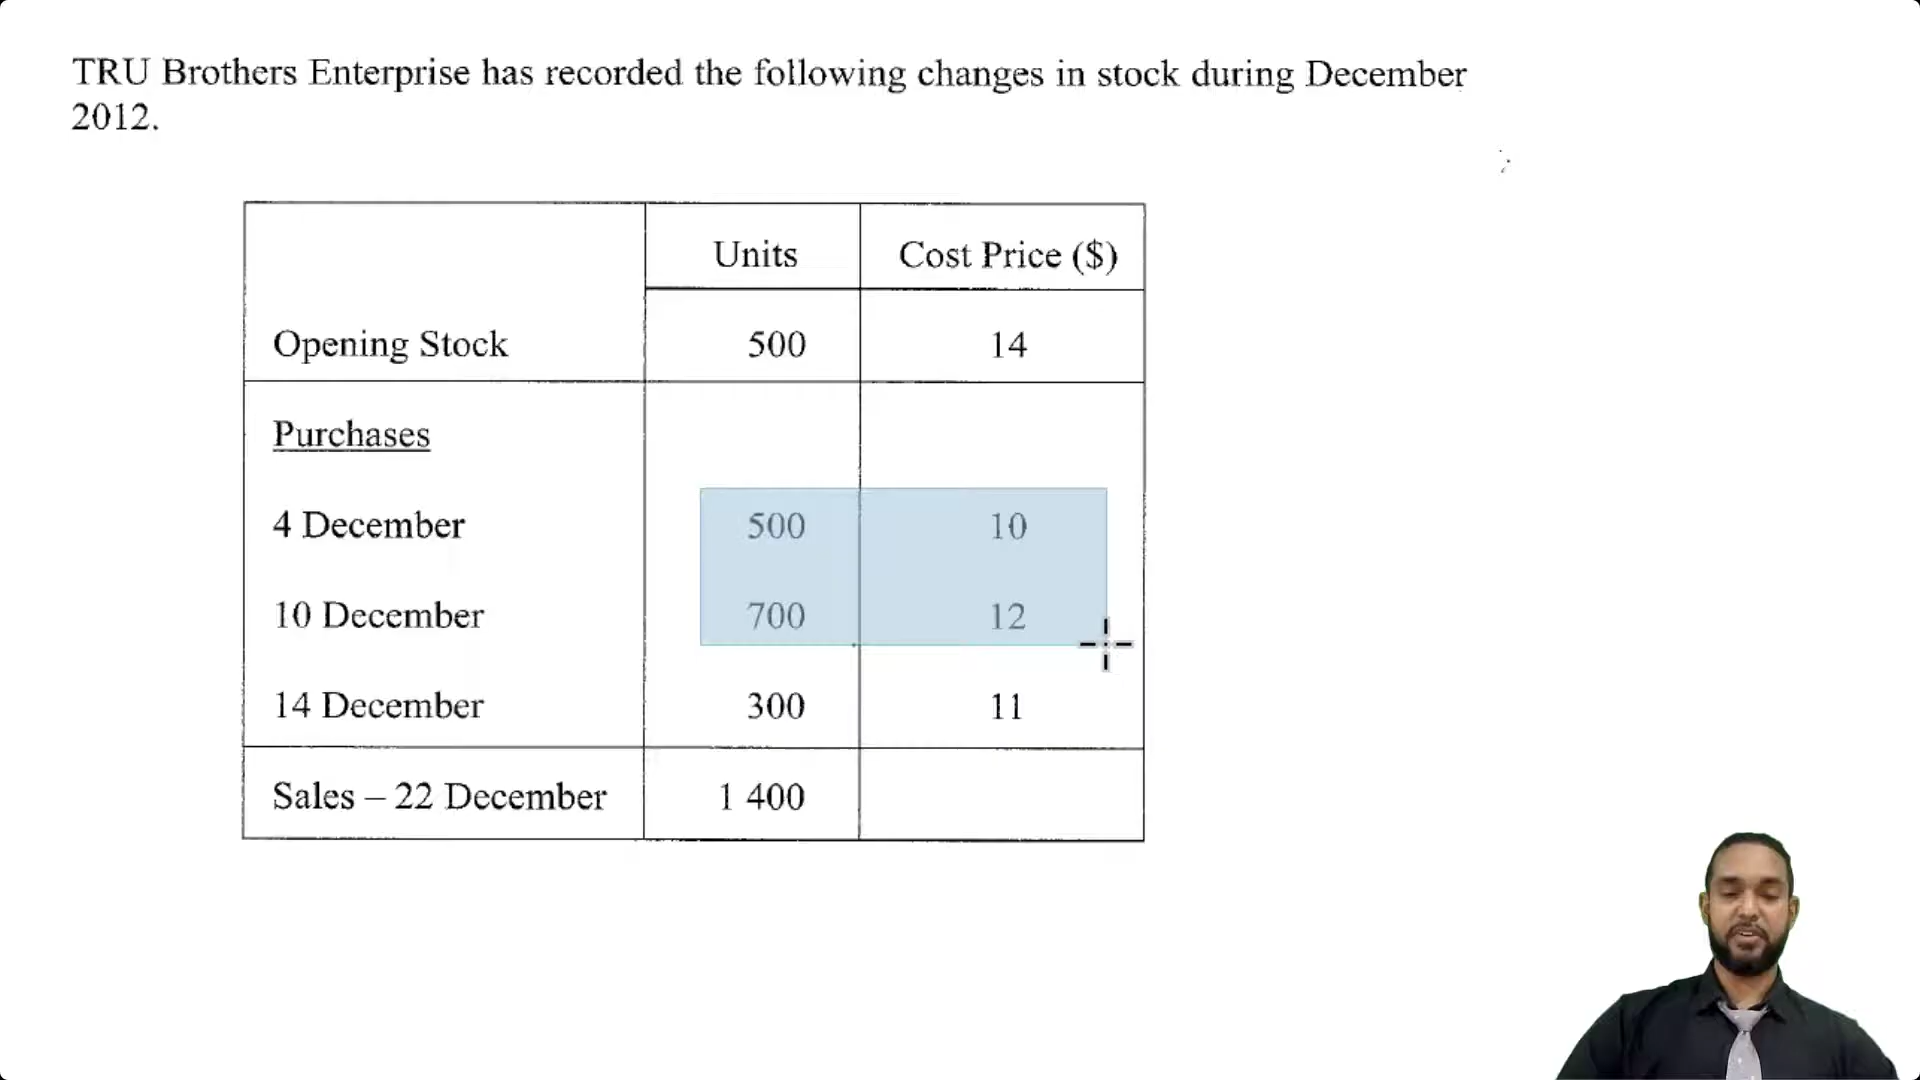 TRU Brothers Enterprise has recorded the following changes in stock during December
2012.
Units Cost Price ($)
Opening Stock 500 14
Purchases
4 December 500 10
10 December 700 12
14 December 300 11
Sales – 22 December 1 400